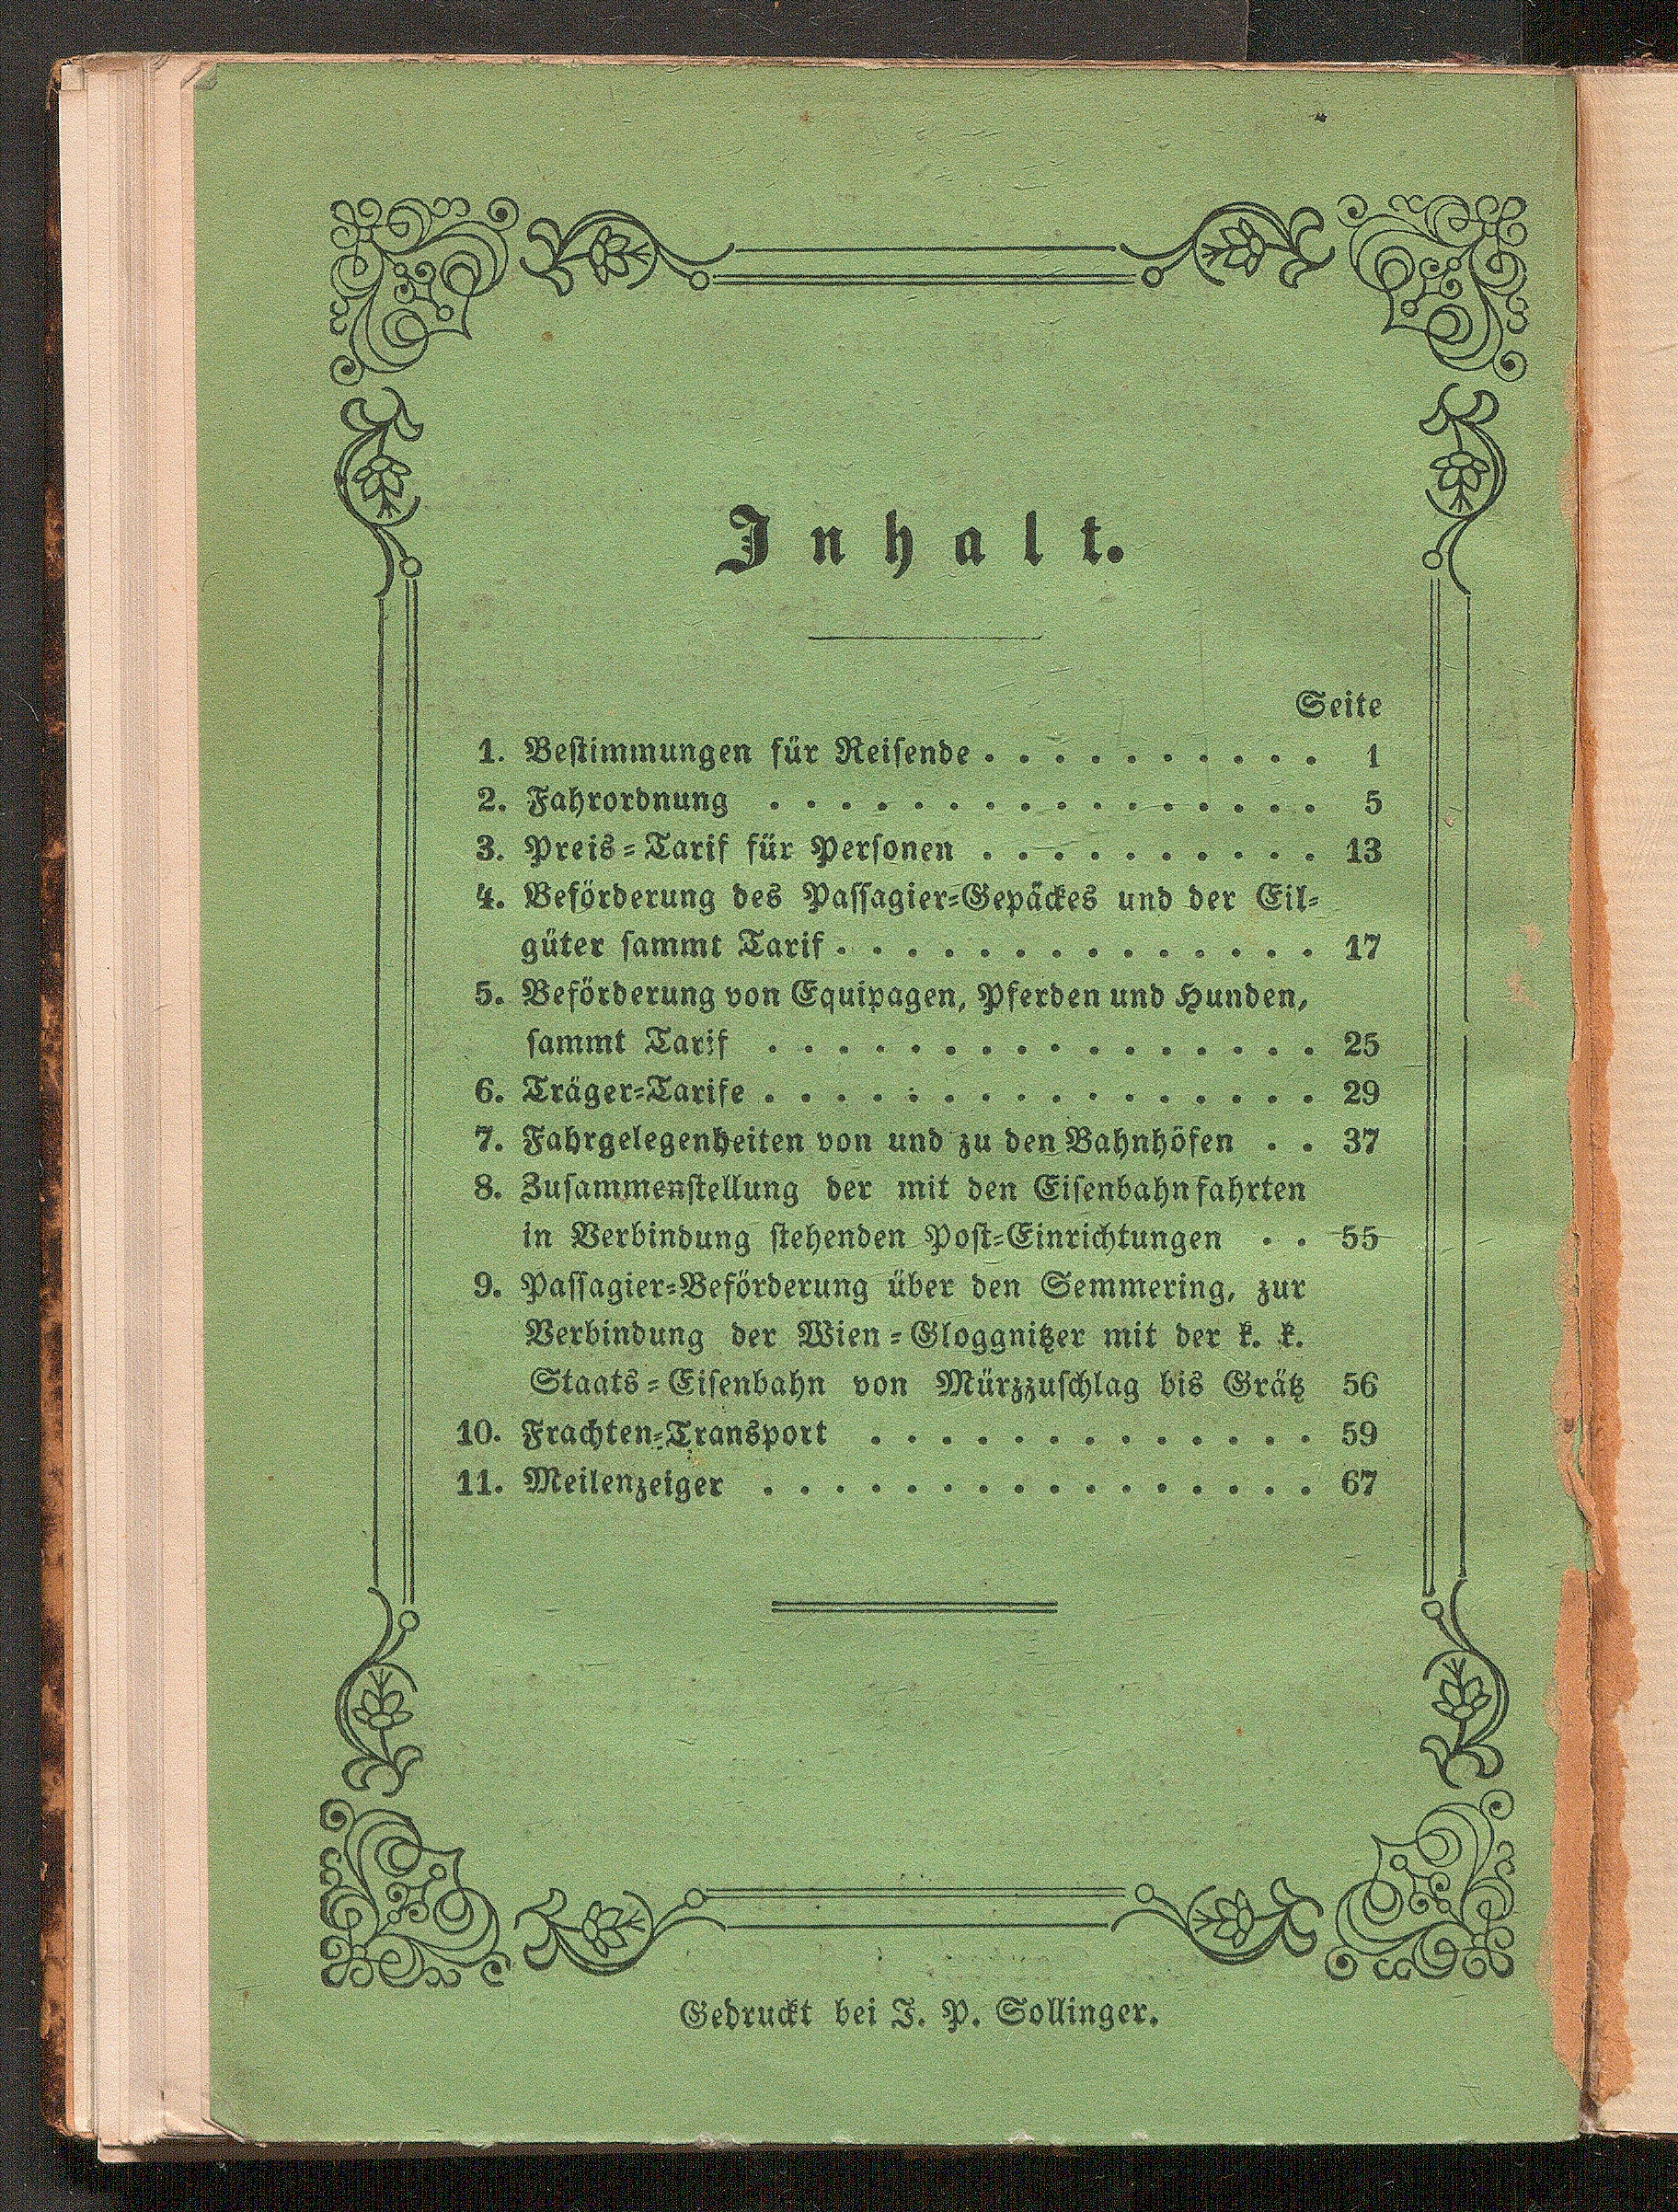 Inhalt.
Seite
1. Bestimmungen für Reisende . . . . . . . . . . 1
2. Fahrordnung . . . . . . . . . . . . . . . . 5
3. Preis-Tarif für Personen . . . . . . . . . . 13
4. Beförderung des Passagier-Gepäckes und der Eil-
güter sammt Tarif . . . . . . . . . . . . . . 17
5. Beförderung von Equipagen, Pferden und Hunden,
sammt Tarif . . . . . . . . . . . . . . . . 25
6. Träger-Tarife . . . . . . . . . . . . . . . . 29
7. Fahrgelegenheiten von und zu den Bahnhöfen . . 37
8. Zusammenstellung der mit den Eisenbahnfahrten
in Verbindung stehenden Post-Einrichtungen . . 55
9. Passagier-Beförderung über den Semmering, zur
Verbindung der Wien-Gloggnitzer mit der k. k.
Staats-Eisenbahn von Mürzzuschlag bis Grätz 56
10. Frachten-Transport . . . . . . . . . . . . . 59
11. Meilenzeiger . . . . . . . . . . . . . . . . 67
Gedruckt bei J. P. Sollinger.